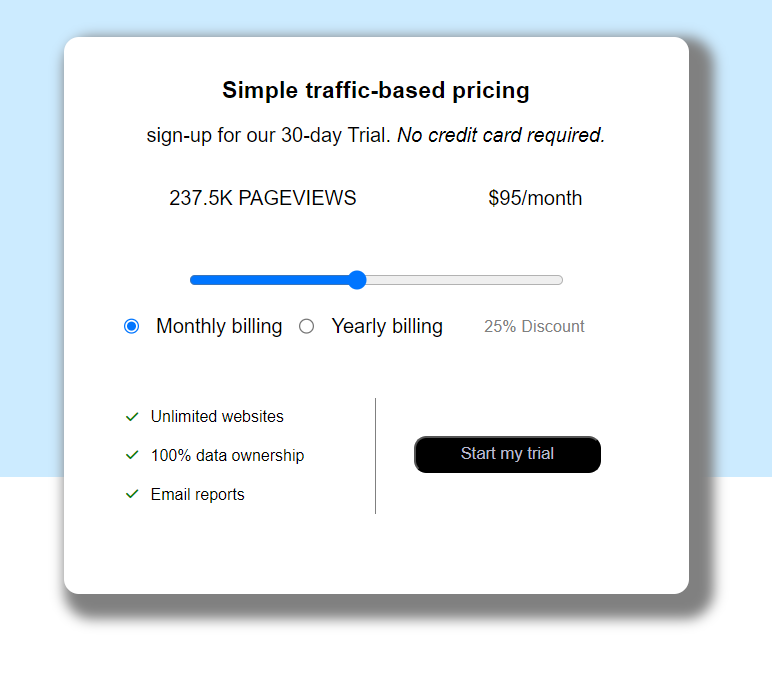 Simple traffic-based pricing
sign-up for our 30-day Trial. No credit card required.
237.5K PAGEVIEWS $95/month
Monthly billing Yearly billing 25% Discount
Unlimited websites
100% data ownership
Start my trial
Email reports